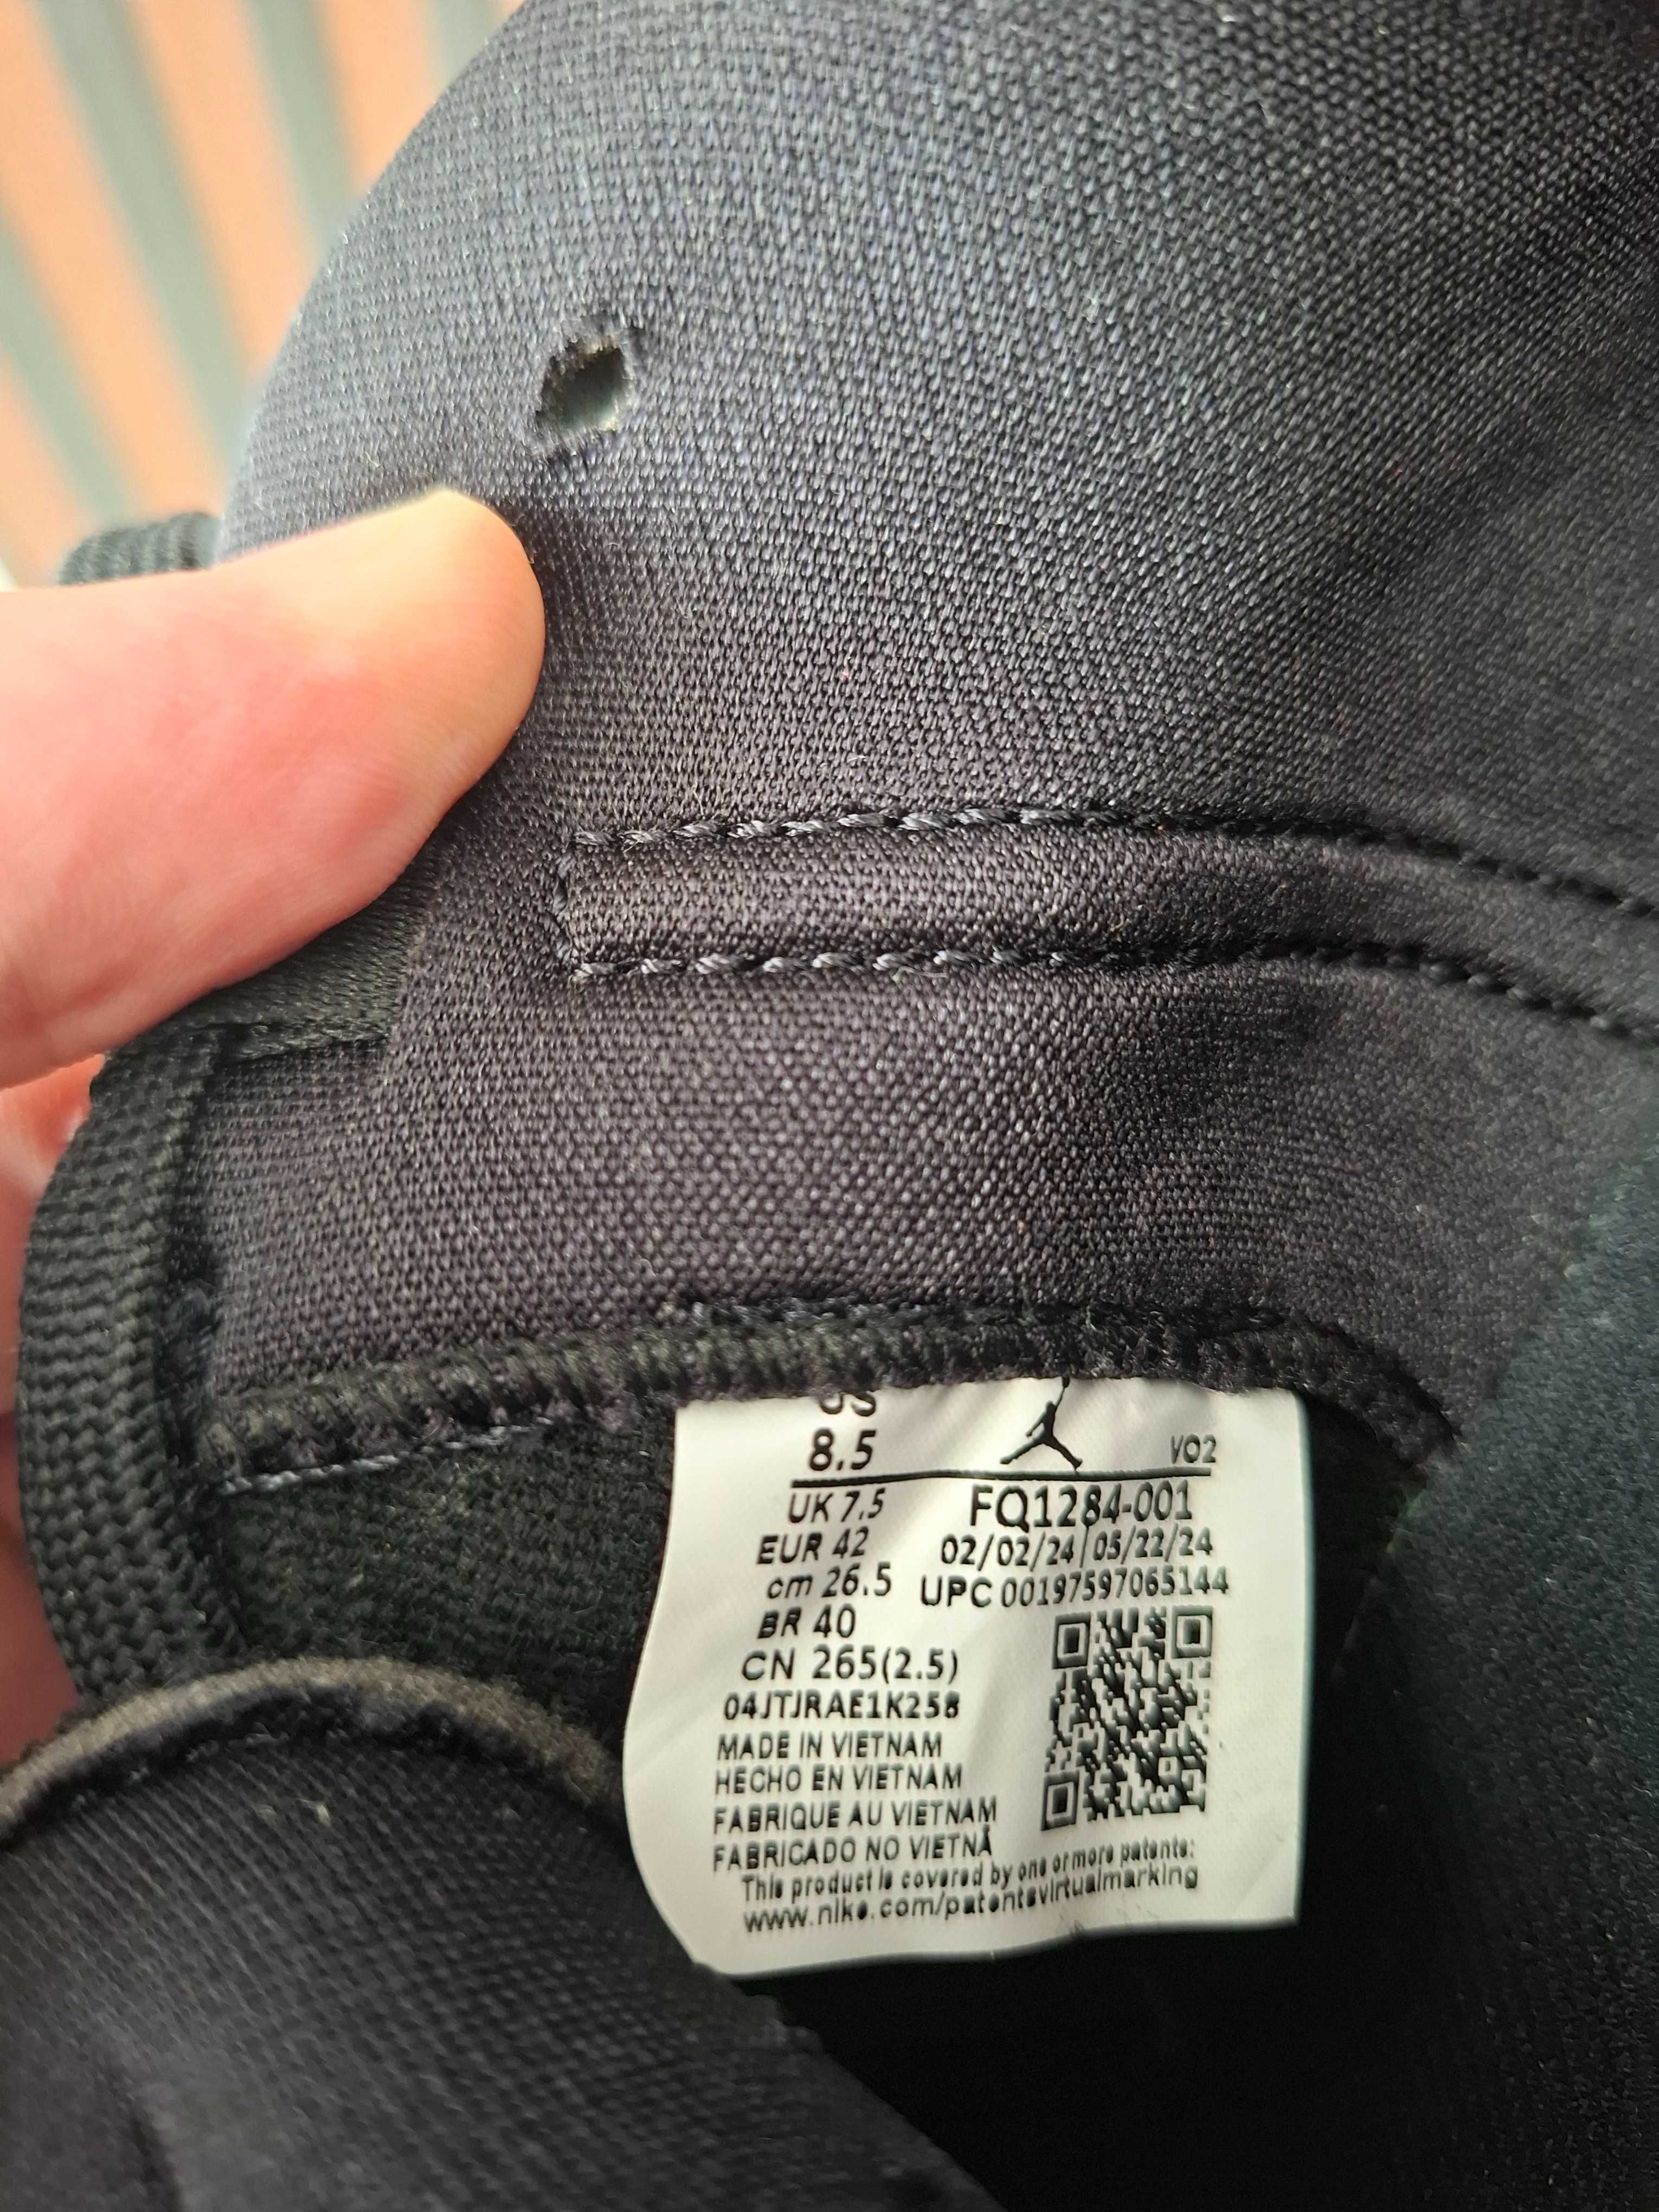 US
8.5
VO2
UK 7.5
FQ1284-001
EUR 42
02/02/24 05/22/24
cm 26.5
UPC 00197597065144
BR 40
CN 265(2.5)
04JTJRAE1K258
MADE IN VIETNAM
HECHO EN VIETNAM
FABRIQUE AU VIETNAM
FABRICADO NO VIETNÃ
This product is covered by one or more patents:
www.nike.com/patentsvirtualmarking